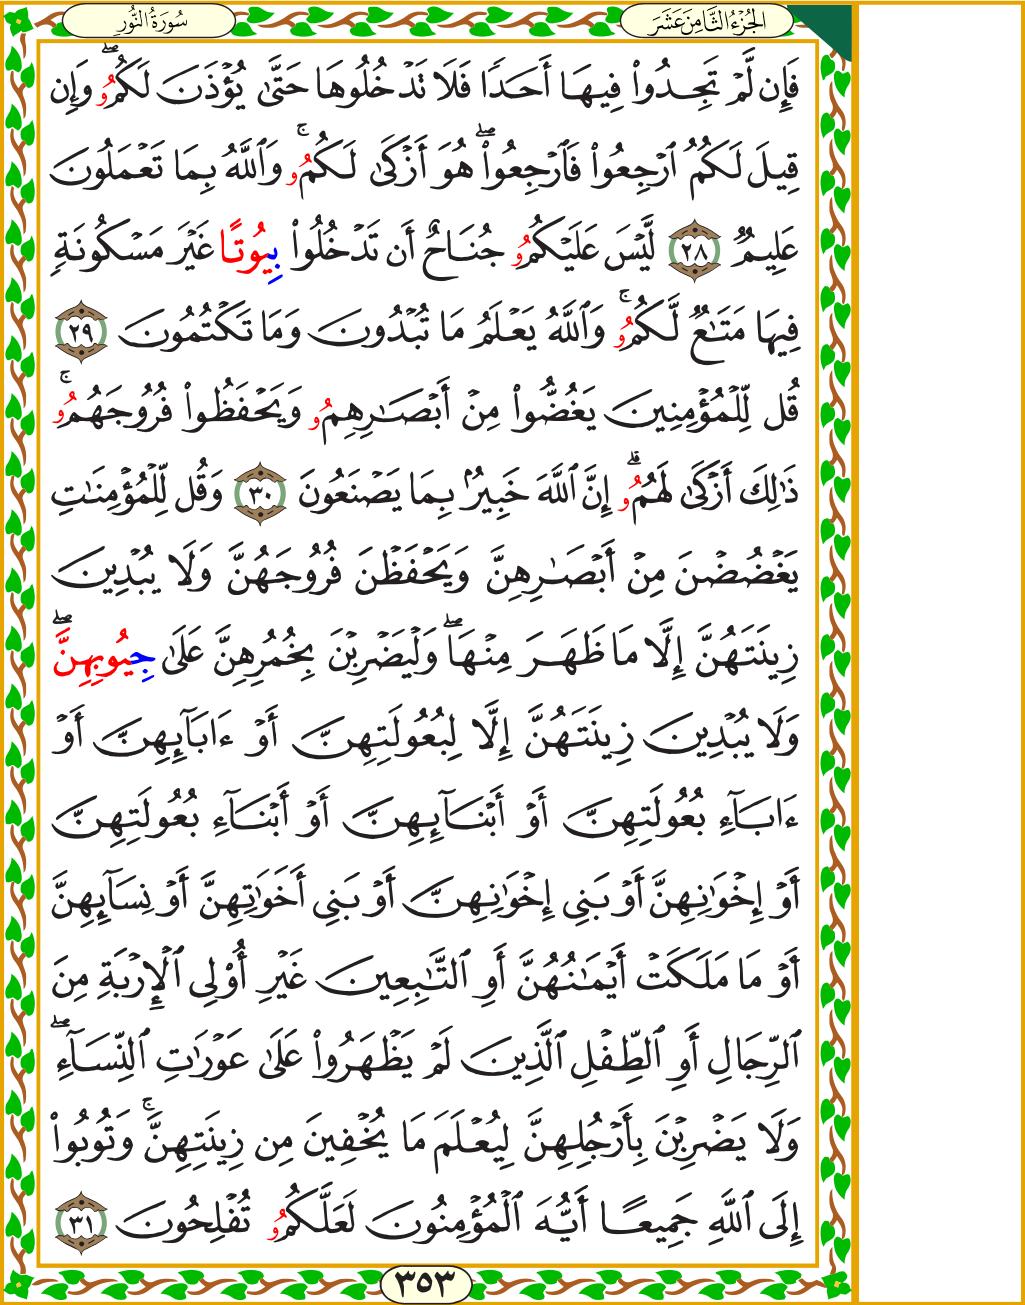 الجُزْءُ الثَّامِنَ عَشَرَ
سُورَةُ النُّورِ
فَإِن لَّمْ تَجِدُوا۟ فِيهَا أَحَدًا فَلَا تَدْخُلُوهَا حَتَّىٰ يُؤْذَنَ لَكُمُۥ ۖ وَإِن
قِيلَ لَكُمُ ٱرْجِعُوا۟ فَٱرْجِعُوا۟ ۖ هُوَ أَزْكَىٰ لَكُمُۥ ۚ وَٱللَّهُ بِمَا تَعْمَلُونَ
عَلِيمٌ ٢٨ لَّيْسَ عَلَيْكُمُۥ جُنَاحٌ أَن تَدْخُلُوا۟ بِيُوتًا غَيْرَ مَسْكُونَةٍ
فِيهَا مَتَٰعٌ لَّكُمُۥ ۚ وَٱللَّهُ يَعْلَمُ مَا تُبْدُونَ وَمَا تَكْتُمُونَ ٢٩
قُل لِّلْمُؤْمِنِينَ يَغُضُّوا۟ مِنْ أَبْصَٰرِهِمُۥ وَيَحْفَظُوا۟ فُرُوجَهُمُۥ ۚ
ذَٰلِكَ أَزْكَىٰ لَهُمُۥ ۗ إِنَّ ٱللَّهَ خَبِيرٌۢ بِمَا يَصْنَعُونَ ٣٠ وَقُل لِّلْمُؤْمِنَٰتِ
يَغْضُضْنَ مِنْ أَبْصَٰرِهِنَّ وَيَحْفَظْنَ فُرُوجَهُنَّ وَلَا يُبْدِينَ
زِينَتَهُنَّ إِلَّا مَا ظَهَرَ مِنْهَا ۖ وَلْيَضْرِبْنَ بِخُمُرِهِنَّ عَلَىٰ جِيُوبِهِنَّ ۖ
وَلَا يُبْدِينَ زِينَتَهُنَّ إِلَّا لِبُعُولَتِهِنَّ أَوْ ءَابَآئِهِنَّ أَوْ
ءَابَآءِ بُعُولَتِهِنَّ أَوْ أَبْنَآئِهِنَّ أَوْ أَبْنَآءِ بُعُولَتِهِنَّ
أَوْ إِخْوَٰنِهِنَّ أَوْ بَنِى إِخْوَٰنِهِنَّ أَوْ بَنِى أَخَوَٰتِهِنَّ أَوْ نِسَآئِهِنَّ
أَوْ مَا مَلَكَتْ أَيْمَٰنُهُنَّ أَوِ ٱلتَّٰبِعِينَ غَيْرِ أُو۟لِى ٱلْإِرْبَةِ مِنَ
ٱلرِّجَالِ أَوِ ٱلطِّفْلِ ٱلَّذِينَ لَمْ يَظْهَرُوا۟ عَلَىٰ عَوْرَٰتِ ٱلنِّسَآءِ ۖ
وَلَا يَضْرِبْنَ بِأَرْجُلِهِنَّ لِيُعْلَمَ مَا يُخْفِينَ مِن زِينَتِهِنَّ ۚ وَتُوبُوا۟
إِلَى ٱللَّهِ جَمِيعًا أَيُّهَ ٱلْمُؤْمِنُونَ لَعَلَّكُمُۥ تُفْلِحُونَ ٣١
٣٥٣